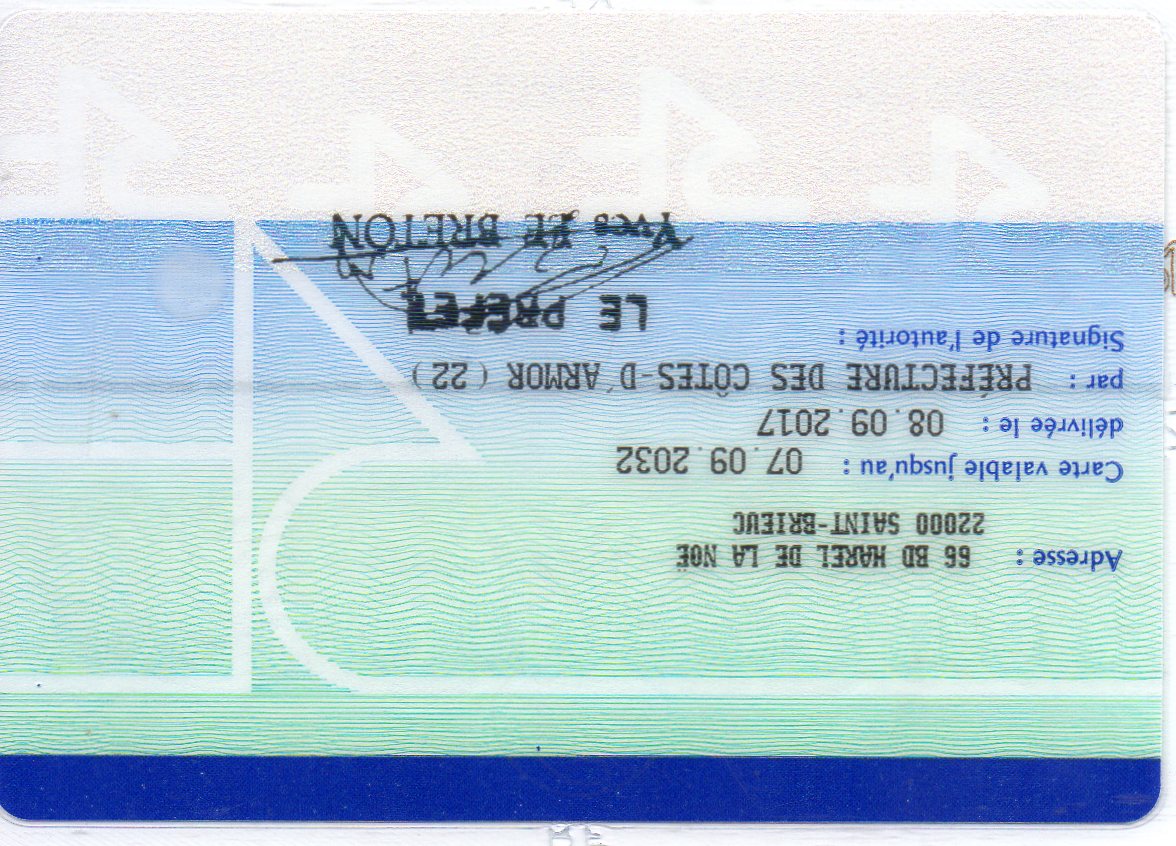 Adresse : 66 BD HAREL DE LA NOË
22000 SAINT-BRIEUC
Carte valable jusqu'au : 07.09.2032
délivrée le : 08.09.2017
par : PRÉFECTURE DES CÔTES-D'ARMOR (22)
Signature de l'autorité :
LE PREFET
Yves LE BRETON